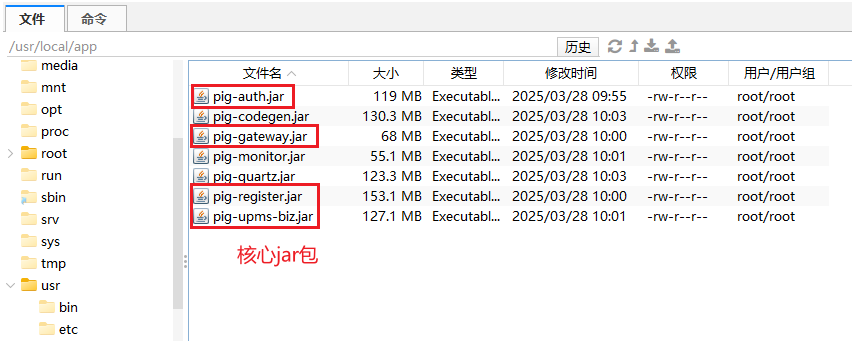 文件 命令
/usr/local/app 历史
media
mnt
opt
proc
root
run
sbin
srv
sys
tmp
usr
bin
etc
文件名 大小 类型 修改时间 权限 用户/用户组
pig-auth.jar 119 MB Executabl... 2025/03/28 09:55 -rw-r--r-- root/root
pig-codegen.jar 130.3 MB Executabl... 2025/03/28 10:03 -rw-r--r-- root/root
pig-gateway.jar 68 MB Executabl... 2025/03/28 10:00 -rw-r--r-- root/root
pig-monitor.jar 55.1 MB Executabl... 2025/03/28 10:01 -rw-r--r-- root/root
pig-quartz.jar 123.3 MB Executabl... 2025/03/28 10:03 -rw-r--r-- root/root
pig-register.jar 153.1 MB Executabl... 2025/03/28 10:00 -rw-r--r-- root/root
pig-upms-biz.jar 127.1 MB Executabl... 2025/03/28 10:01 -rw-r--r-- root/root
核心jar包